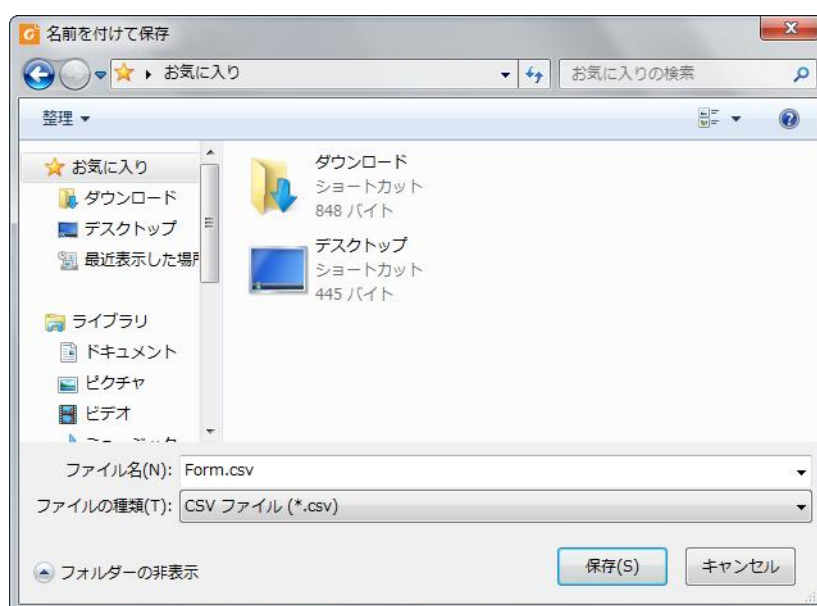 名前を付けて保存
お気に入り
お気に入りの検索
整理
お気に入り
ダウンロード
デスクトップ
最近表示した場所
ライブラリ
ドキュメント
ピクチャ
ビデオ
ダウンロード
ショートカット
848 バイト
デスクトップ
ショートカット
445 バイト
ファイル名(N): Form.csv
ファイルの種類(T): CSV ファイル (*.csv)
フォルダーの非表示
保存(S)
キャンセル